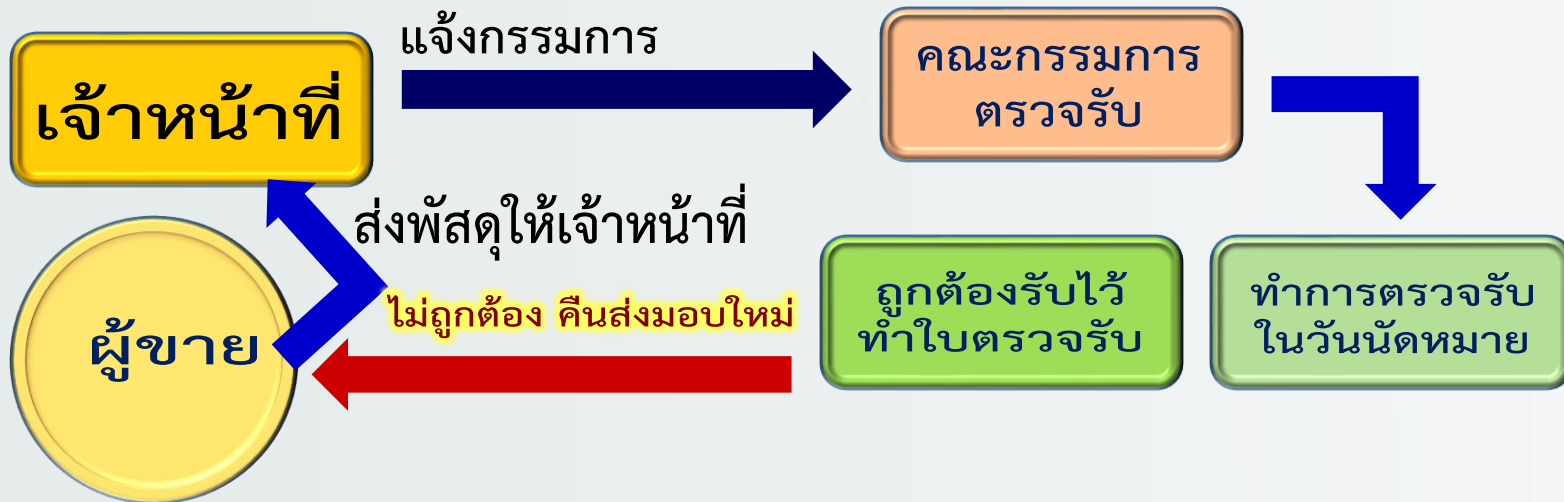 แจ้งกรรมการ
เจ้าหน้าที่
คณะกรรมการ
ตรวจรับ
ส่งพัสดุให้เจ้าหน้าที่
ไม่ถูกต้อง คืนส่งมอบใหม่
ผู้ขาย
ถูกต้องรับไว้
ทำใบตรวจรับ
ทำการตรวจรับ
ในวันนัดหมาย